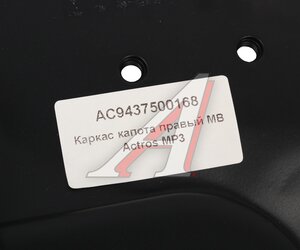 AC9437500168
Каркас капота правый MB
Actros MP3